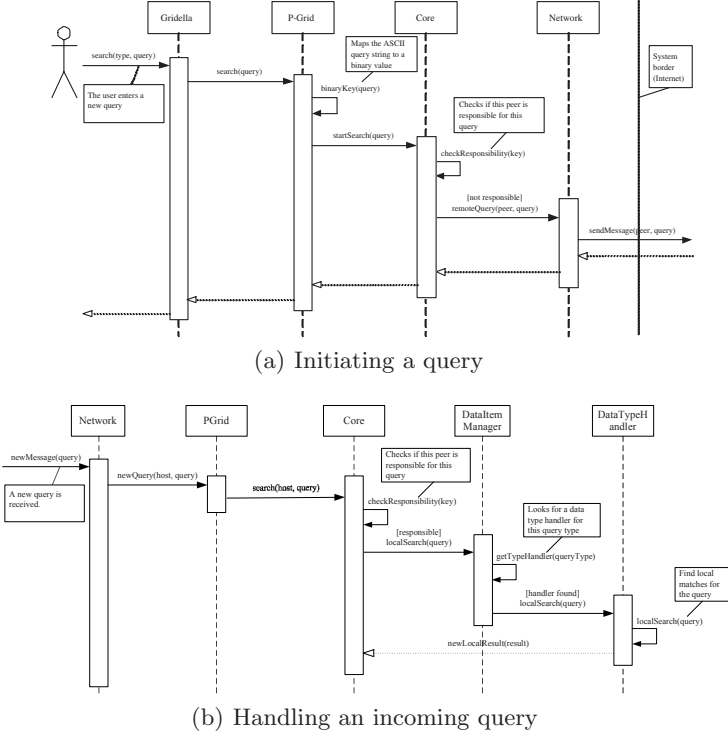 Gridella
P-Grid
Core
Network
search(type, query)
The user enters a
new query
search(query)
Maps the ASCII
query string to a
binary value
binaryKey(query)
Checks if this peer is
responsible for this
query
System
border
(Internet)
startSearch(query)
checkResponsibility(key)
[not responsible]
remoteQuery(peer, query)
sendMessage(peer, query)
(a) Initiating a query
Network
PGrid
Core
DataItem
Manager
DataTypeH
andler
newMessage(query)
A new query is
received.
newQuery(host, query)
search(host, query)
Checks if this peer is
responsible for this
query
checkResponsibility(key)
[responsible]
localSearch(query)
Looks for a data
type handler for
this query type
getTypeHandler(queryType)
[handler found]
localSearch(query)
Find local
matches for
the query
localSearch(query)
newLocalResult(result)
(b) Handling an incoming query